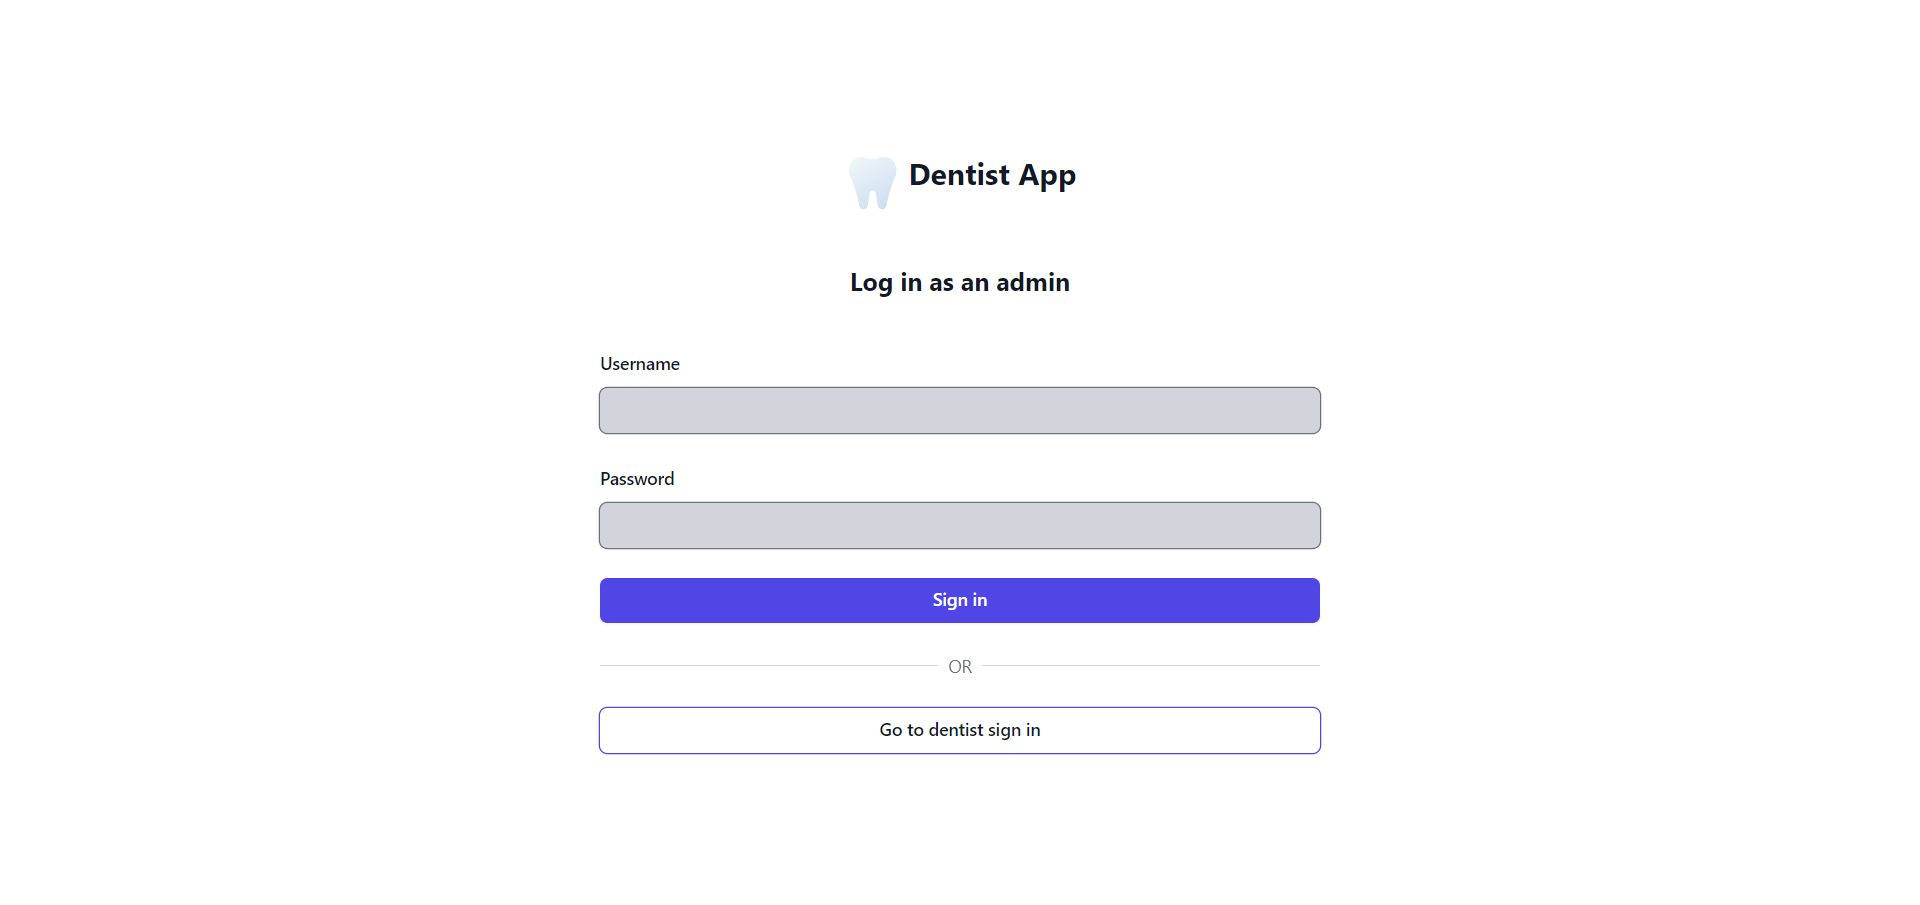 Dentist App
Log in as an admin
Username
Password
Sign in
OR
Go to dentist sign in